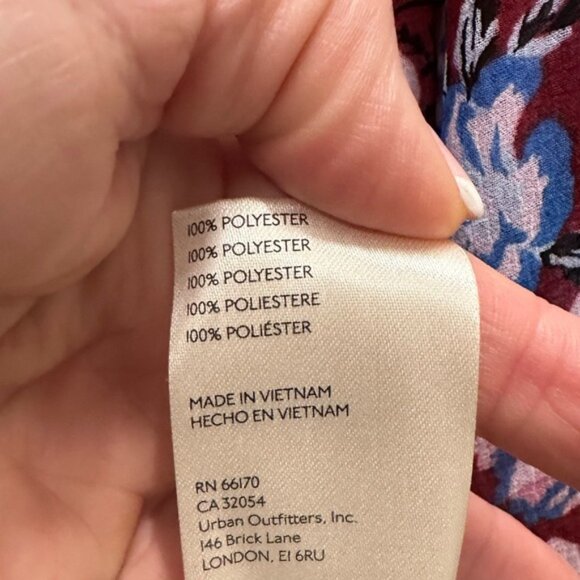 100% POLYESTER
100% POLYESTER
100% POLYESTER
100% POLIESTERE
100% POLIÉSTER
MADE IN VIETNAM
HECHO EN VIETNAM
RN 66170
CA 32054
Urban Outfitters, Inc.
146 Brick Lane
LONDON, E1 6RU